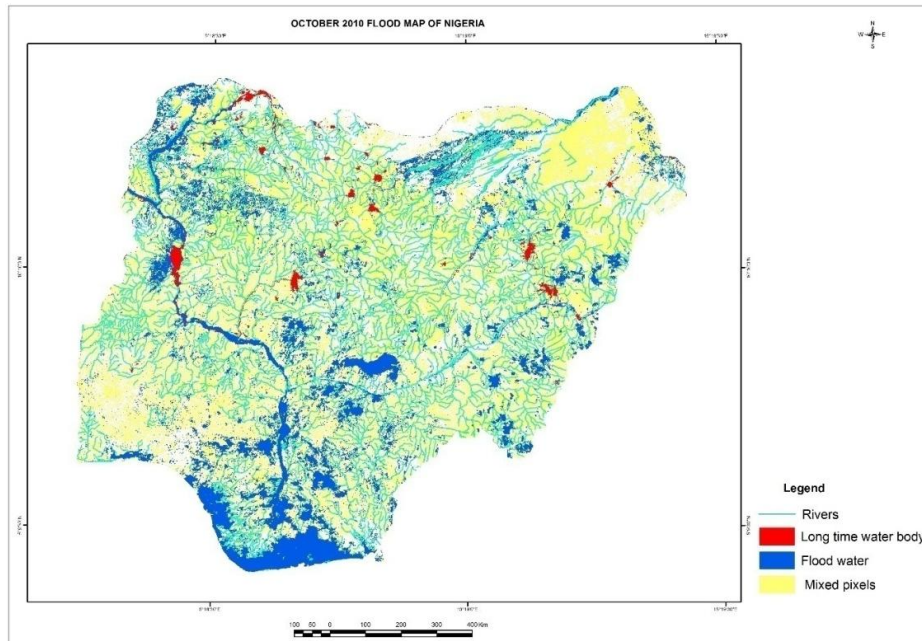 OCTOBER 2010 FLOOD MAP OF NIGERIA
N
W E
S
Legend
Rivers
Long time water body
Flood water
Mixed pixels
100 50 0 100 200 300 400 Km